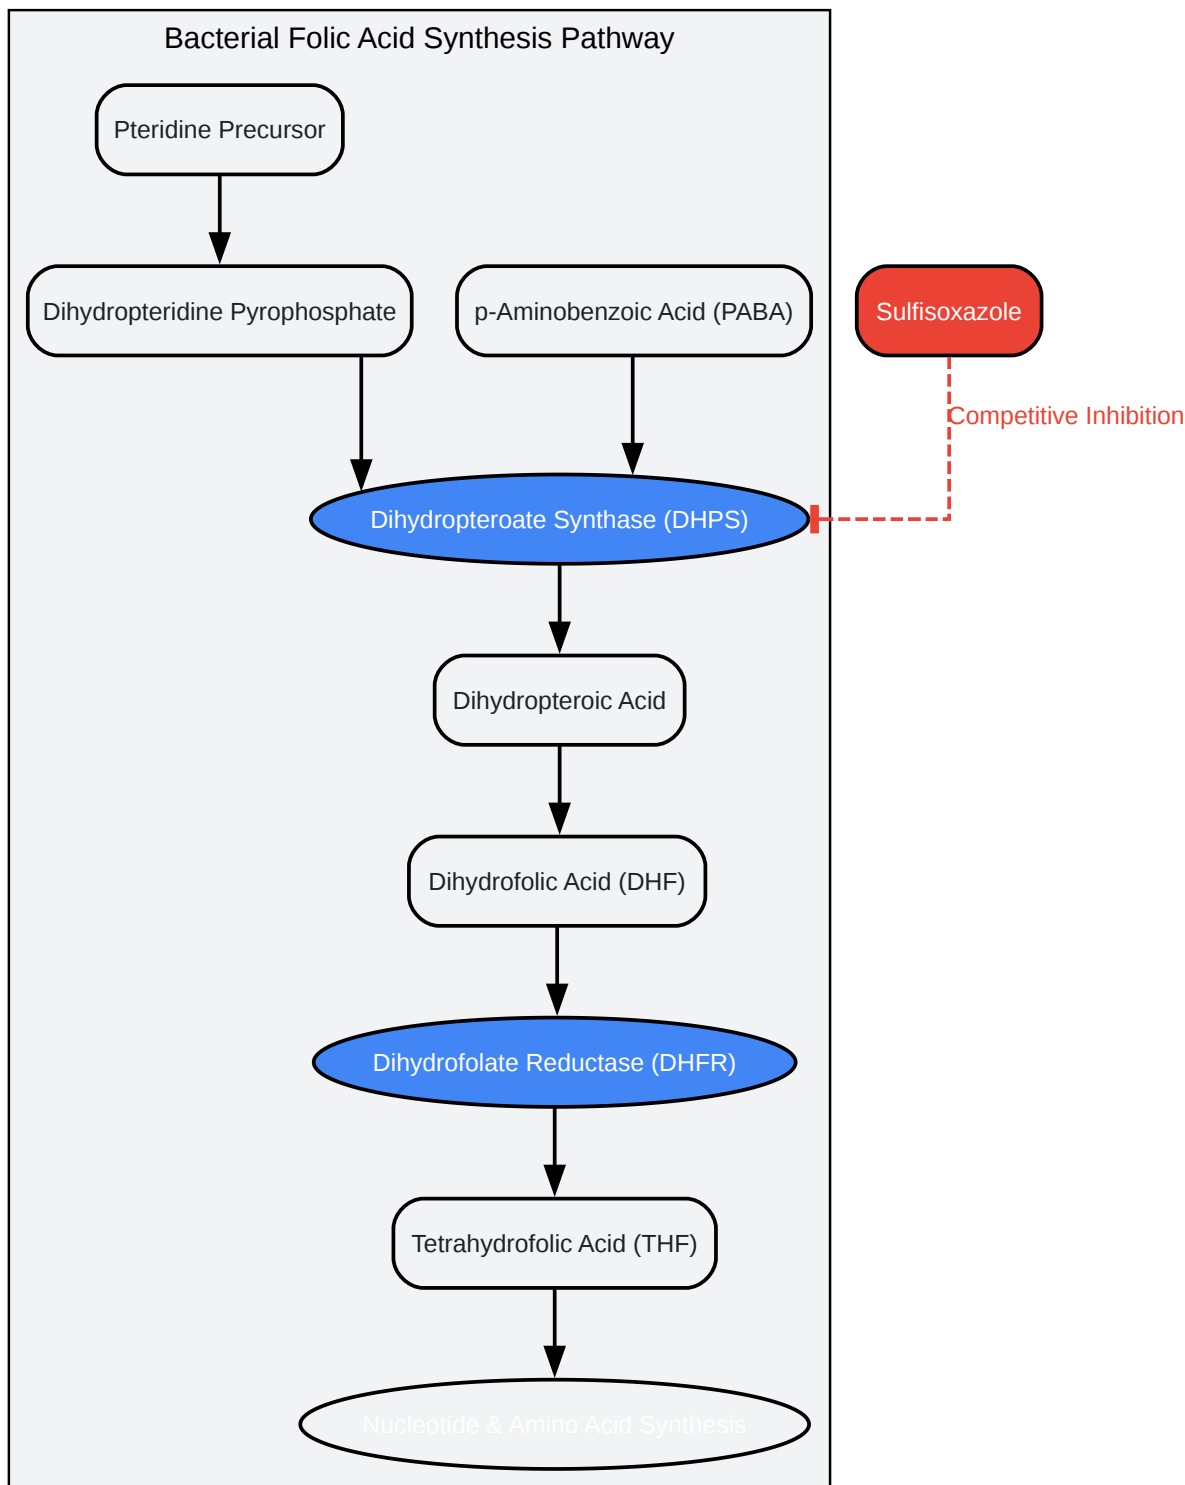 Bacterial Folic Acid Synthesis Pathway
Pteridine Precursor
Dihydropteridine Pyrophosphate
p-Aminobenzoic Acid (PABA)
Sulfisoxazole
Competitive Inhibition
Dihydropteroate Synthase (DHPS)
Dihydropteroic Acid
Dihydrofolic Acid (DHF)
Dihydrofolate Reductase (DHFR)
Tetrahydrofolic Acid (THF)
Nucleotide & Amino Acid Synthesis